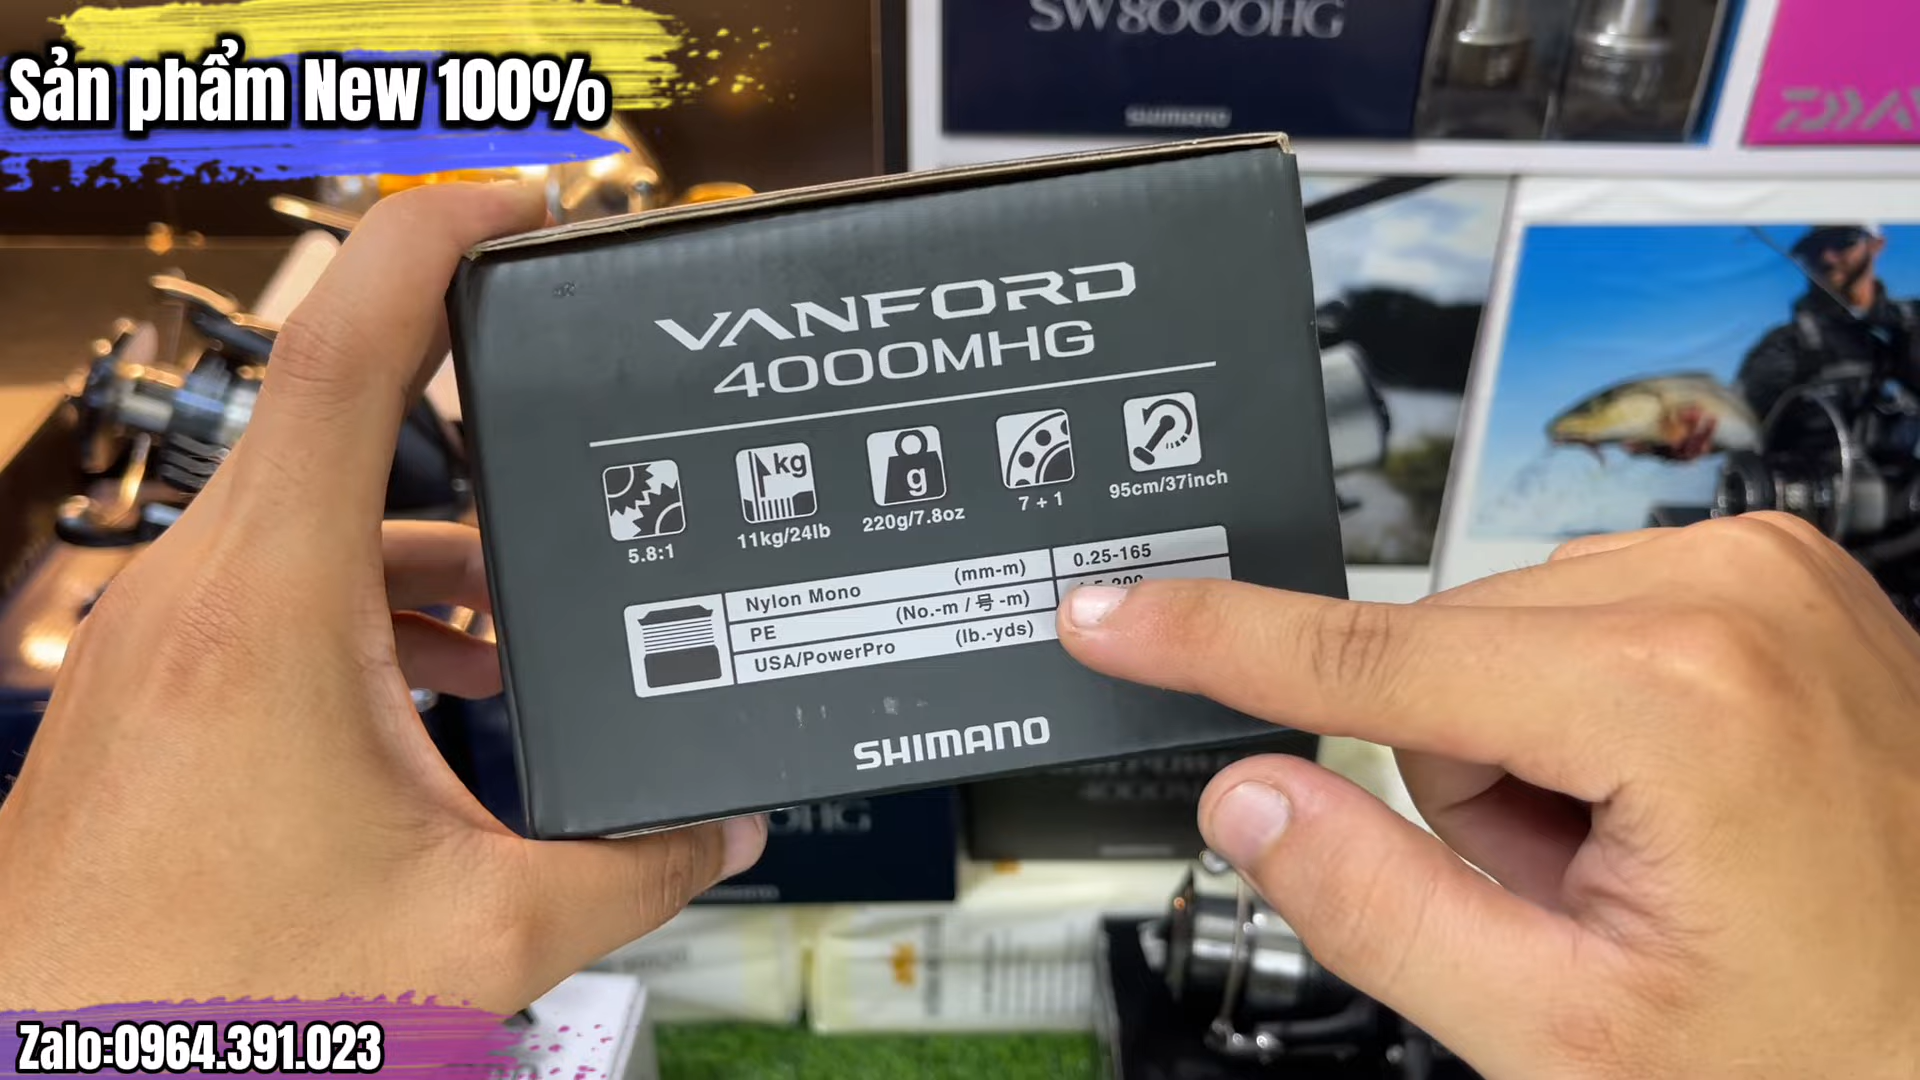 Sản phẩm New 100%
SW8000HG
SHIMANO
VANFORD
4000MHG
kg
g
5.8:1
11kg/24lb
220g/7.8oz
7 + 1
95cm/37inch
Nylon Mono (mm-m) 0.25-165
PE (No.-m / 号 -m)
USA/PowerPro (lb.-yds)
SHIMANO
Zalo:0964.391.023